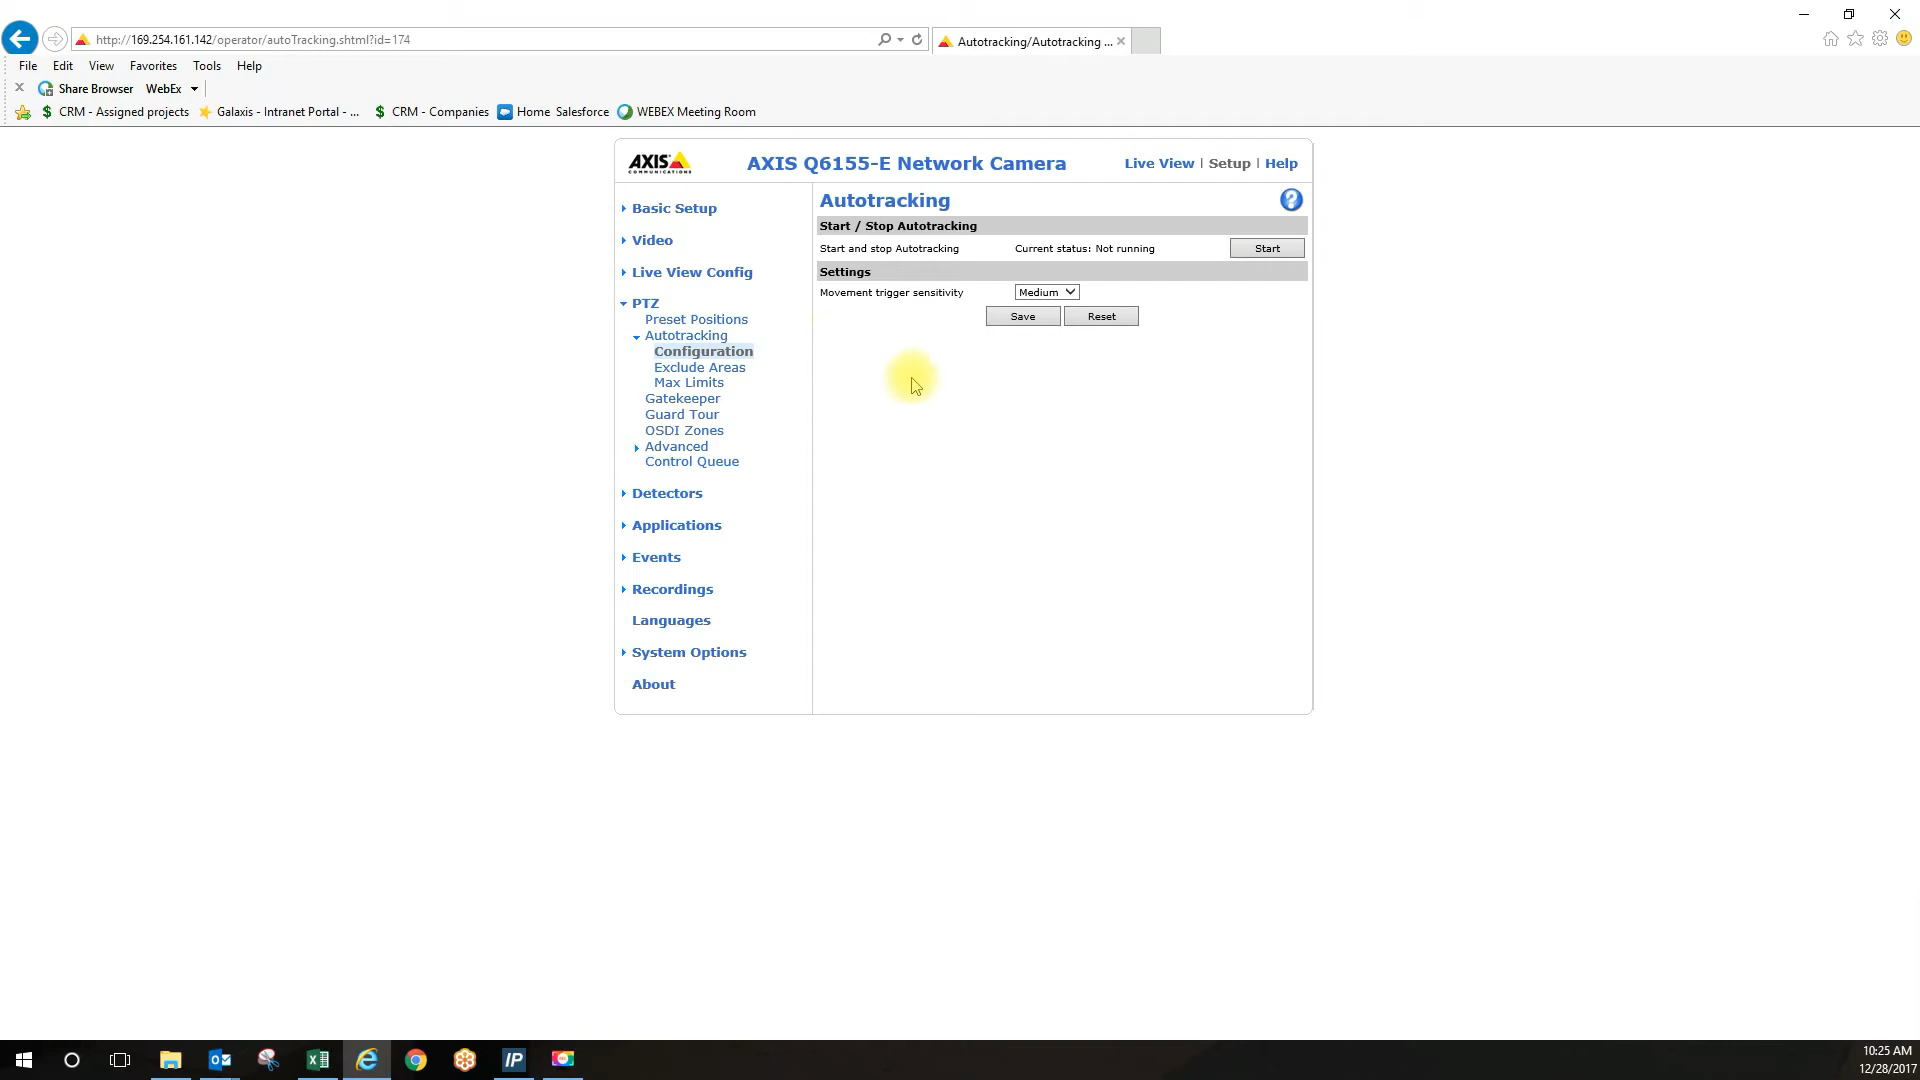 http://169.254.161.142/operator/autoTracking.shtml?id=174
Autotracking/Autotracking ...
File Edit View Favorites Tools Help
Share Browser WebEx
CRM - Assigned projects Galaxis - Intranet Portal - ... CRM - Companies Home Salesforce WEBEX Meeting Room
AXIS COMMUNICATIONS
AXIS Q6155-E Network Camera
Live View | Setup | Help
Basic Setup
Video
Live View Config
PTZ
Preset Positions
Autotracking
Configuration
Exclude Areas
Max Limits
Gatekeeper
Guard Tour
OSDI Zones
Advanced
Control Queue
Detectors
Applications
Events
Recordings
Languages
System Options
About
Autotracking
?
Start / Stop Autotracking
Start and stop Autotracking Current status: Not running Start
Settings
Movement trigger sensitivity Medium
Save Reset
IP
10:25 AM
12/28/2017